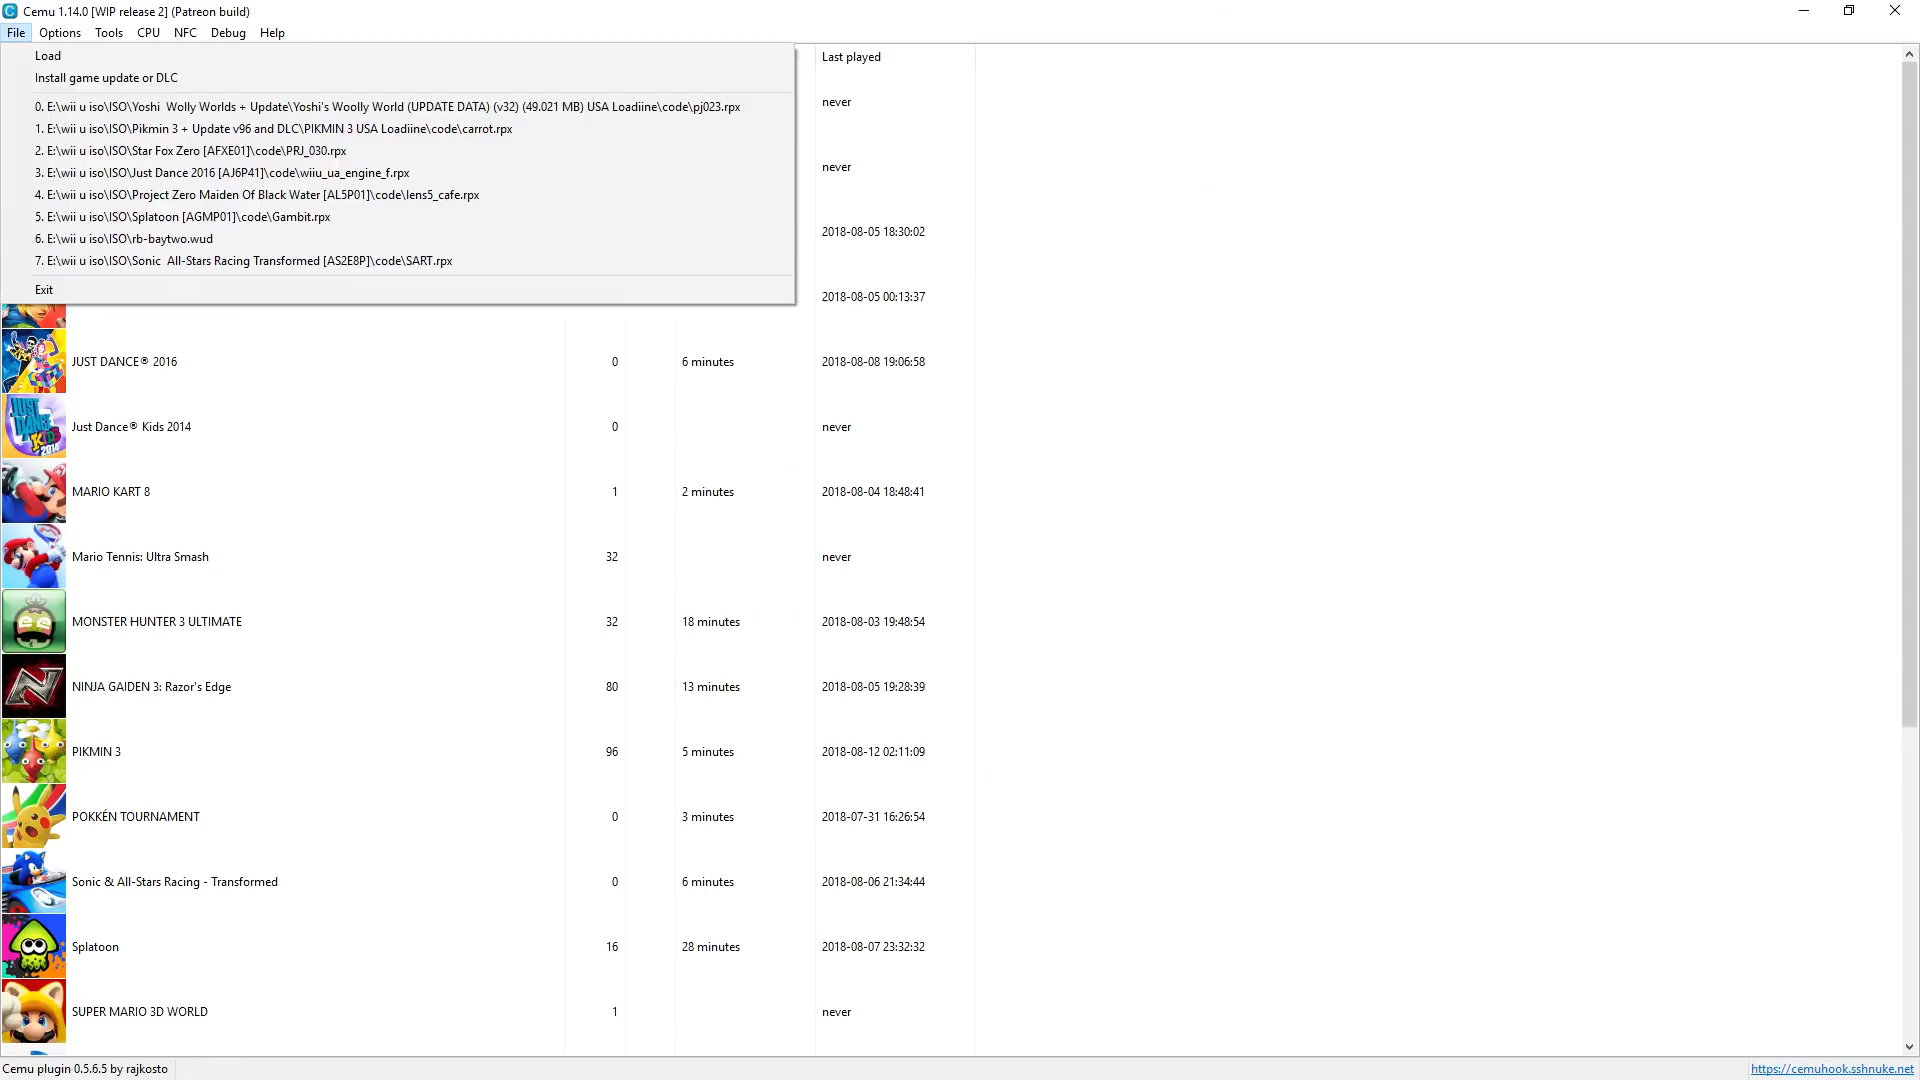 Cemu 1.14.0 [WIP release 2] (Patreon build)
File Options Tools CPU NFC Debug Help
Load
Install game update or DLC
0. E:\wii u iso\ISO\Yoshi  Wolly Worlds + Update\Yoshi's Woolly World (UPDATE DATA) (v32) (49.021 MB) USA Loadiine\code\pj023.rpx
1. E:\wii u iso\ISO\Pikmin 3 + Update v96 and DLC\PIKMIN 3 USA Loadiine\code\carrot.rpx
2. E:\wii u iso\ISO\Star Fox Zero [AFXE01]\code\PRJ_030.rpx
3. E:\wii u iso\ISO\Just Dance 2016 [AJ6P41]\code\wiiu_ua_engine_f.rpx
4. E:\wii u iso\ISO\Project Zero Maiden Of Black Water [AL5P01]\code\lens5_cafe.rpx
5. E:\wii u iso\ISO\Splatoon [AGMP01]\code\Gambit.rpx
6. E:\wii u iso\ISO\rb-baytwo.wud
7. E:\wii u iso\ISO\Sonic  All-Stars Racing Transformed [AS2E8P]\code\SART.rpx
Exit
Last played
never
never
2018-08-05 18:30:02
2018-08-05 00:13:37
JUST DANCE® 2016 0 6 minutes 2018-08-08 19:06:58
JUST DANCE KIDS 2014
Just Dance® Kids 2014 0 never
MARIO KART 8 1 2 minutes 2018-08-04 18:48:41
Mario Tennis: Ultra Smash 32 never
MONSTER HUNTER 3 ULTIMATE 32 18 minutes 2018-08-03 19:48:54
NINJA GAIDEN 3: Razor's Edge 80 13 minutes 2018-08-05 19:28:39
PIKMIN 3 96 5 minutes 2018-08-12 02:11:09
POKKÉN TOURNAMENT 0 3 minutes 2018-07-31 16:26:54
Sonic & All-Stars Racing - Transformed 0 6 minutes 2018-08-06 21:34:44
Splatoon 16 28 minutes 2018-08-07 23:32:32
SUPER MARIO 3D WORLD 1 never
Cemu plugin 0.5.6.5 by rajkosto
https://cemuhook.sshnuke.net